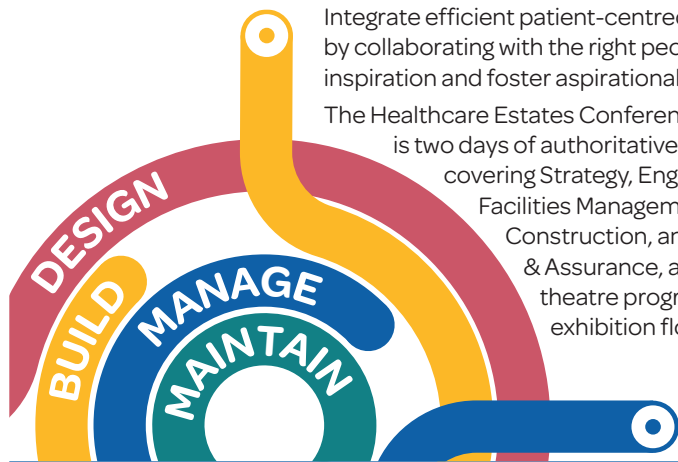 Integrate efficient patient-centred
by collaborating with the right peo
inspiration and foster aspirational
The Healthcare Estates Conferen
is two days of authoritative
covering Strategy, Eng
Facilities Managem
Construction, an
& Assurance, a
theatre progr
exhibition flo
DESIGN
BUILD
MANAGE
MAINTAIN